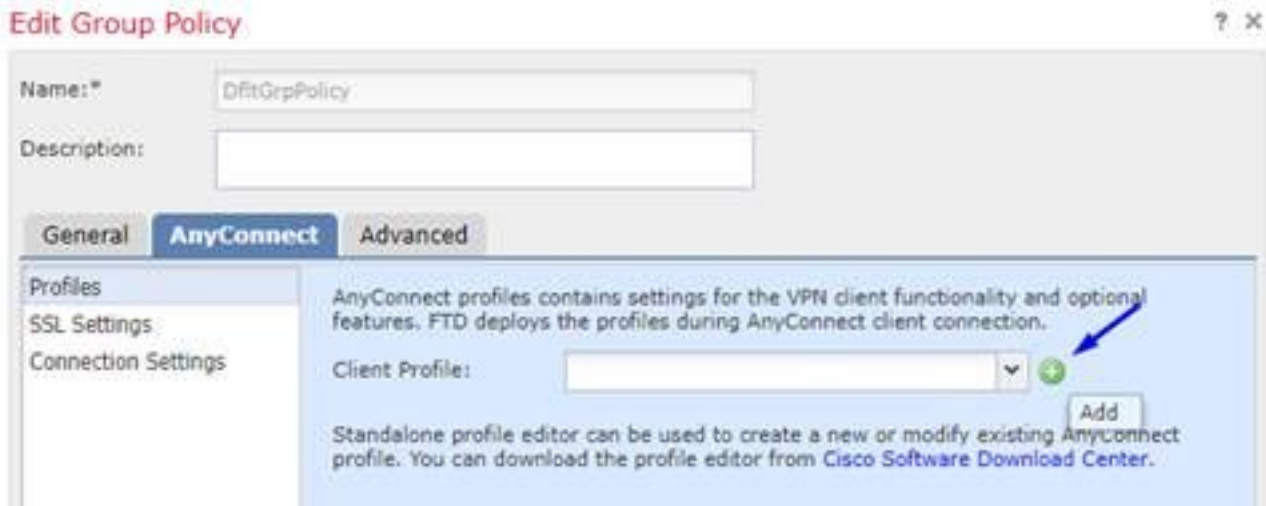 Edit Group Policy
? ×
Name:*
DfltGrpPolicy
Description:
General
AnyConnect
Advanced
Profiles
SSL Settings
Connection Settings
AnyConnect profiles contains settings for the VPN client functionality and optional
features. FTD deploys the profiles during AnyConnect client connection.
Client Profile:
Add
Standalone profile editor can be used to create a new or modify existing AnyConnect
profile. You can download the profile editor from Cisco Software Download Center.